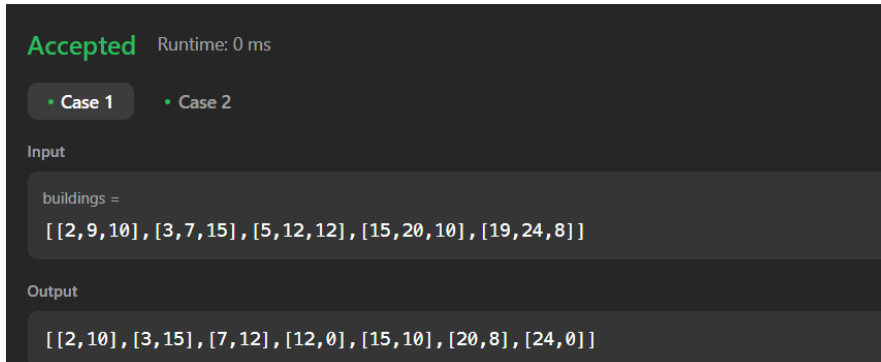 Accepted Runtime: 0 ms
• Case 1 • Case 2
Input
buildings =
[[2,9,10],[3,7,15],[5,12,12],[15,20,10],[19,24,8]]
Output
[[2,10],[3,15],[7,12],[12,0],[15,10],[20,8],[24,0]]